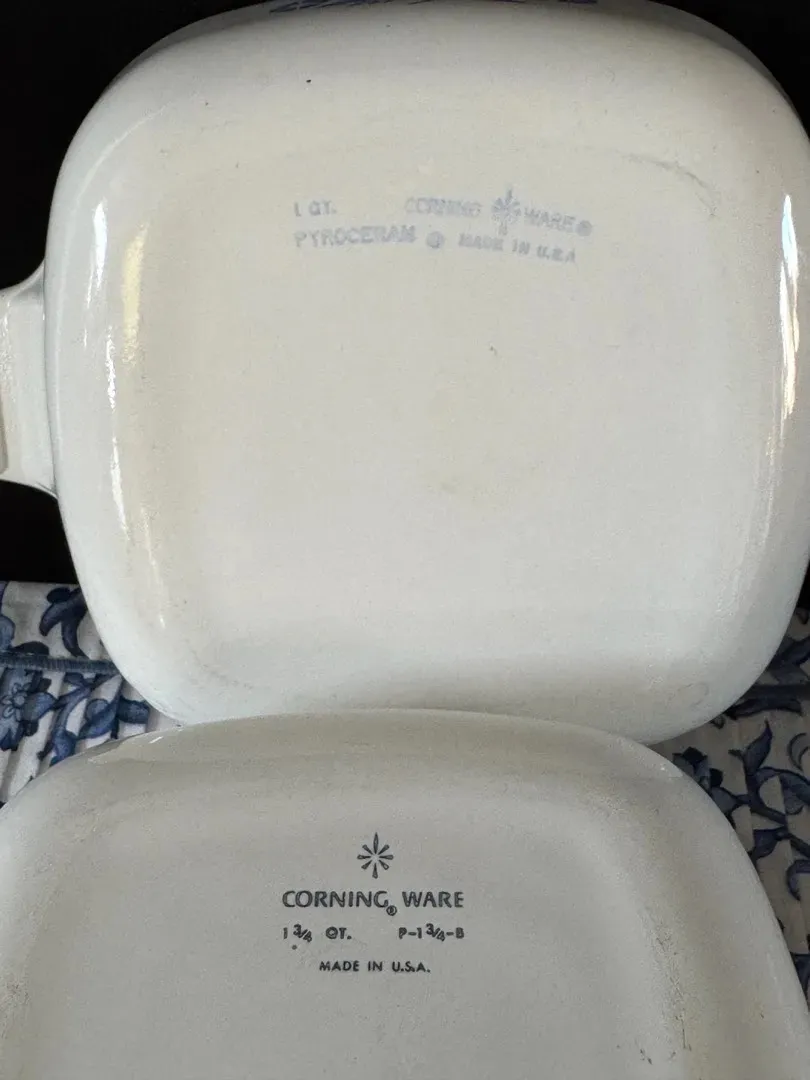 1 QT. CORNING WARE®
PYROCERAM ® MADE IN U.S.A
CORNING® WARE
1 3/4 QT. P-1 3/4-B
MADE IN U.S.A.